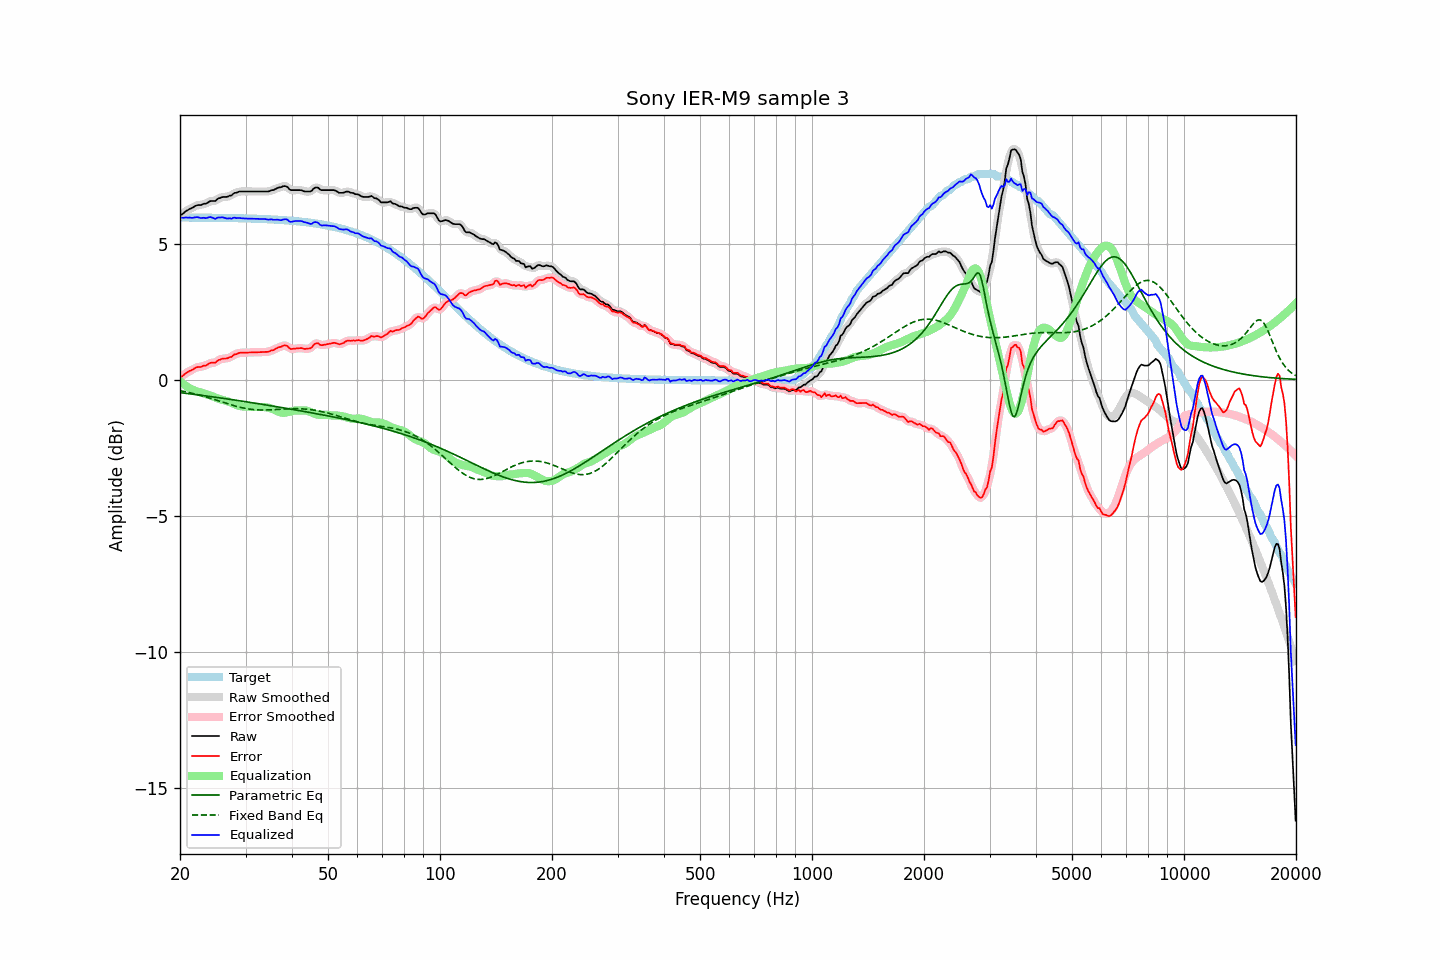 Sony IER-M9 sample 3
Amplitude (dBr)
5
0
−5
−10
−15
Target
Raw Smoothed
Error Smoothed
Raw
Error
Equalization
Parametric Eq
Fixed Band Eq
Equalized
20
50
100
200
500
1000
2000
5000
10000
20000
Frequency (Hz)